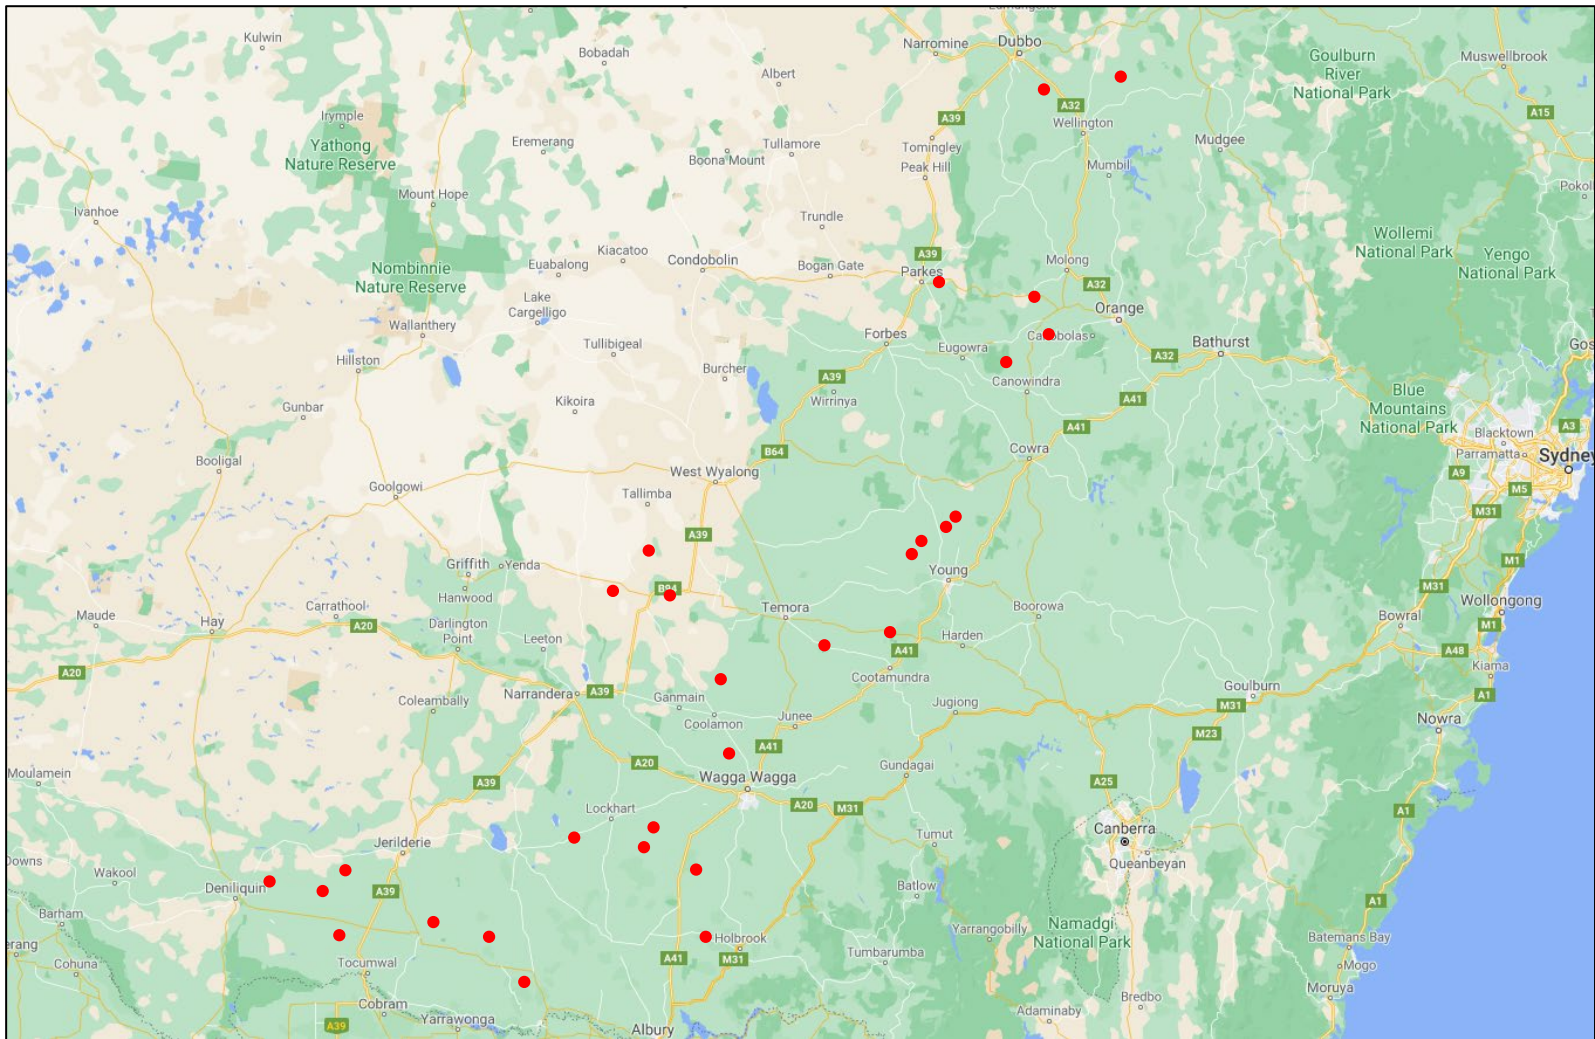 Kulwin
Bobadah
Albert
Narromine
Dubbo
Goulburn
River
National Park
Muswellbrook
A15
A32
A39
Irymple
Yathong
Nature Reserve
Eremerang
Boona Mount
Tullamore
Tomingley
Peak Hill
Wellington
Mumbil
Mudgee
Ivanhoe
Mount Hope
Trundle
Wollemi
National Park
Yengo
National Park
Nombinnie
Nature Reserve
Euabalong
Kiacatoo
Condobolin
Bogan Gate
A39
Parkes
Molong
A32
Lake
Cargelligo
Wallanthery
Tullibigeal
Forbes
Eugowra
Orange
A32
Bathurst
Hillston
Burcher
A39
Wirrinya
Canowindra
A41
Blue
Mountains
National Park
Gunbar
Kikoira
A41
Cowra
B64
A3
Blacktown
Parramatta
Sydney
A9
M5
M31
Booligal
Goolgowi
West Wyalong
Tallimba
A39
Griffith
Yenda
Hanwood
Young
M1
M31
Wollongong
Maude
Hay
Carrathool
A20
Darlington
Point
Leeton
Temora
Boorowa
Harden
A41
Bowral
M1
A48
Kiama
A20
Coleambally
Narrandera
A39
Ganmain
Coolamon
Junee
Cootamundra
Jugiong
Goulburn
M31
A1
Nowra
M23
Moulamein
A39
A20
A41
Wagga Wagga
A20
M31
Gundagai
A25
A1
Lockhart
Tumut
Canberra
Queanbeyan
Jerilderie
Downs
Wakool
Deniliquin
A39
Batlow
A1
Barham
Holbrook
M31
A41
Tumbarumba
Yarrangobilly
Namadgi
National Park
Batemans Bay
Mogo
Moruya
Cohuna
Tocumwal
Cobram
A39
Yarrawonga
Albury
Adaminaby
Bredbo